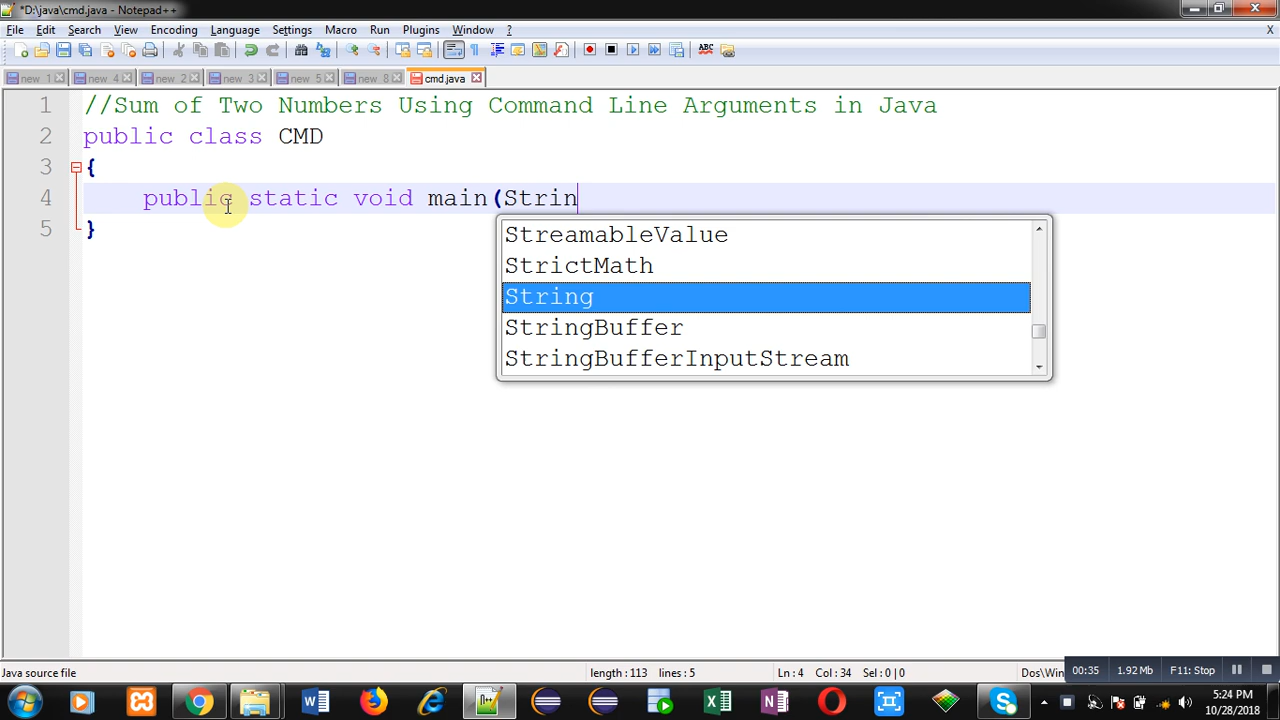 *D:\java\cmd.java - Notepad++
File Edit Search View Encoding Language Settings Macro Run Plugins Window ? X
ABC
new 1 new 4 new 2 new 3 new 5 new 8 cmd.java
1 //Sum of Two Numbers Using Command Line Arguments in Java
2 public class CMD
3 {
4 public static void main(Strin
5 }
StreamableValue
StrictMath
String
StringBuffer
StringBufferInputStream
Java source file length : 113 lines : 5 Ln : 4 Col : 34 Sel : 0 | 0 Dos\Win 00:35 1.92 Mb F11: Stop
5:24 PM
10/28/2018